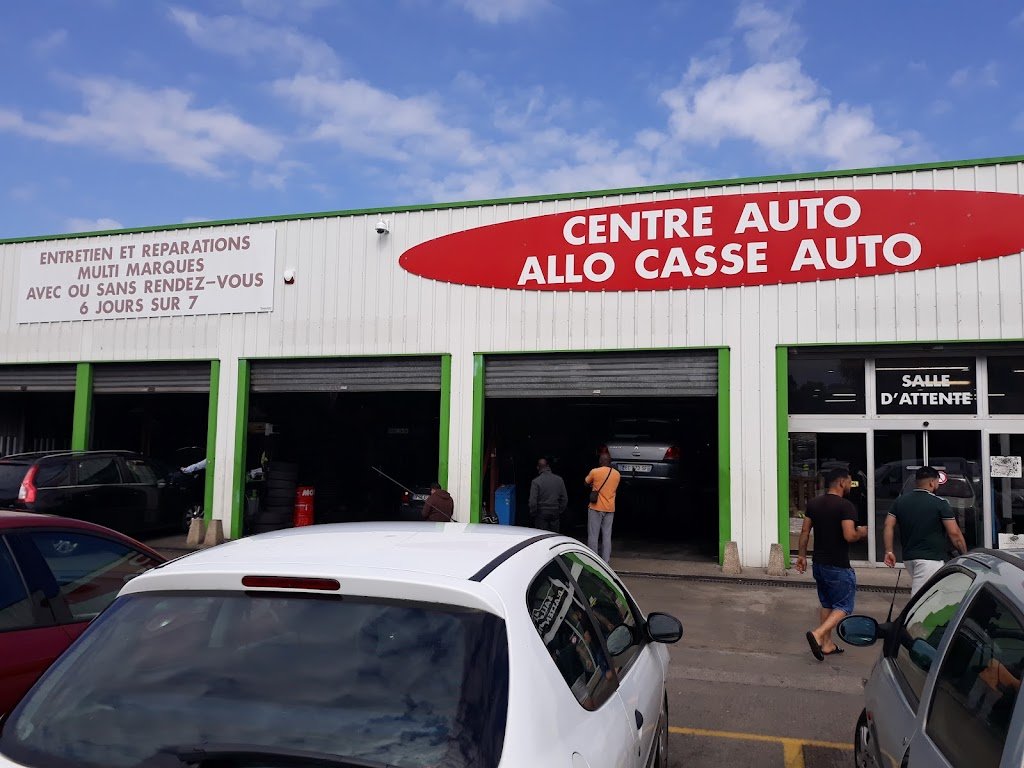 ENTRETIEN ET REPARATIONS
MULTI MARQUES
AVEC OU SANS RENDEZ-VOUS
6 JOURS SUR 7
CENTRE AUTO
ALLO CASSE AUTO
SALLE
D'ATTENTE